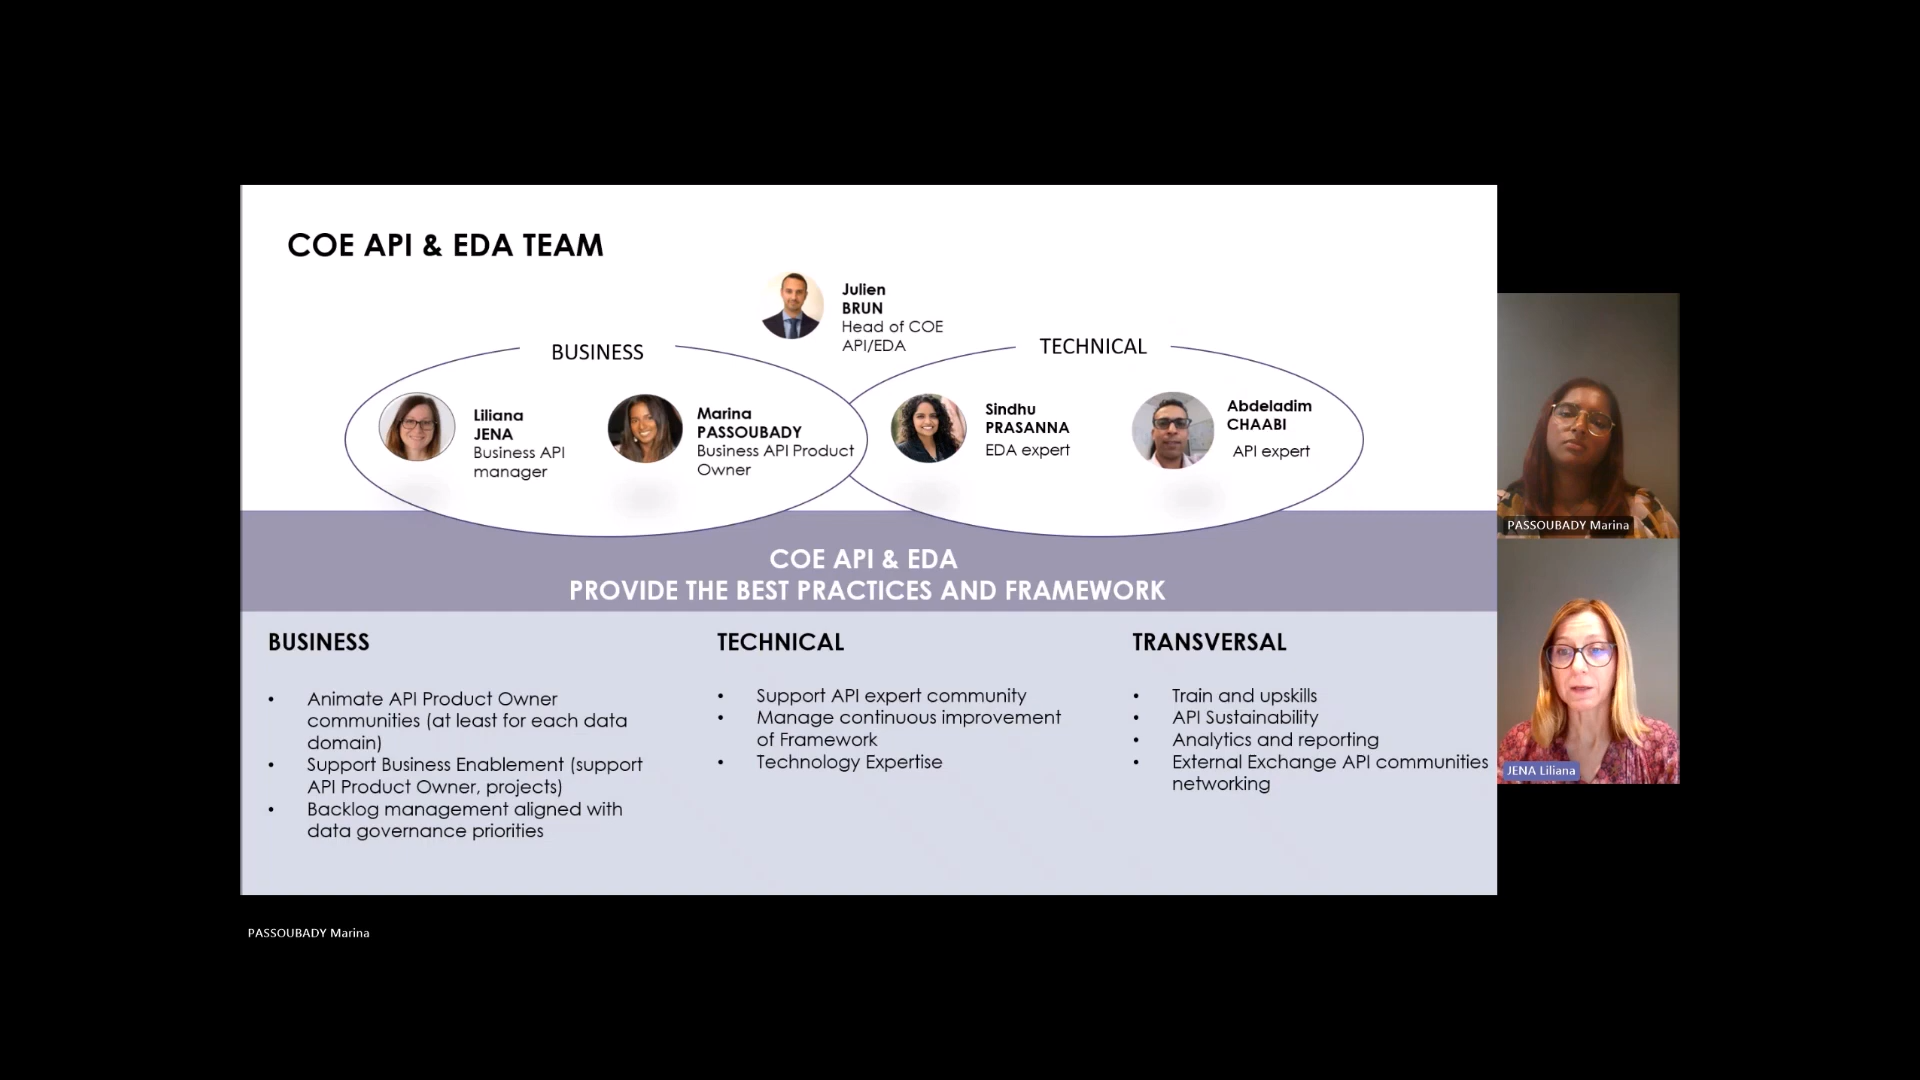 COE API & EDA TEAM
Julien
BRUN
Head of COE
API/EDA
BUSINESS
TECHNICAL
Liliana
JENA
Business API
manager
Marina
PASSOUBADY
Business API Product
Owner
Sindhu
PRASANNA
EDA expert
Abdeladim
CHAABI
API expert
COE API & EDA
PROVIDE THE BEST PRACTICES AND FRAMEWORK
BUSINESS
• Animate API Product Owner
communities (at least for each data
domain)
• Support Business Enablement (support
API Product Owner, projects)
• Backlog management aligned with
data governance priorities
TECHNICAL
• Support API expert community
• Manage continuous improvement
of Framework
• Technology Expertise
TRANSVERSAL
• Train and upskills
• API Sustainability
• Analytics and reporting
• External Exchange API communities
networking
PASSOUBADY Marina
JENA Liliana
PASSOUBADY Marina